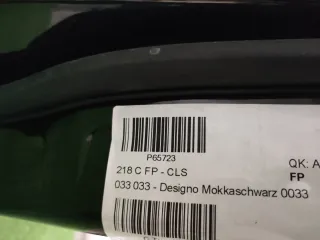 P65723
218 C FP - CLS
QK: A
FP
033 033 - Designo Mokkaschwarz 0033